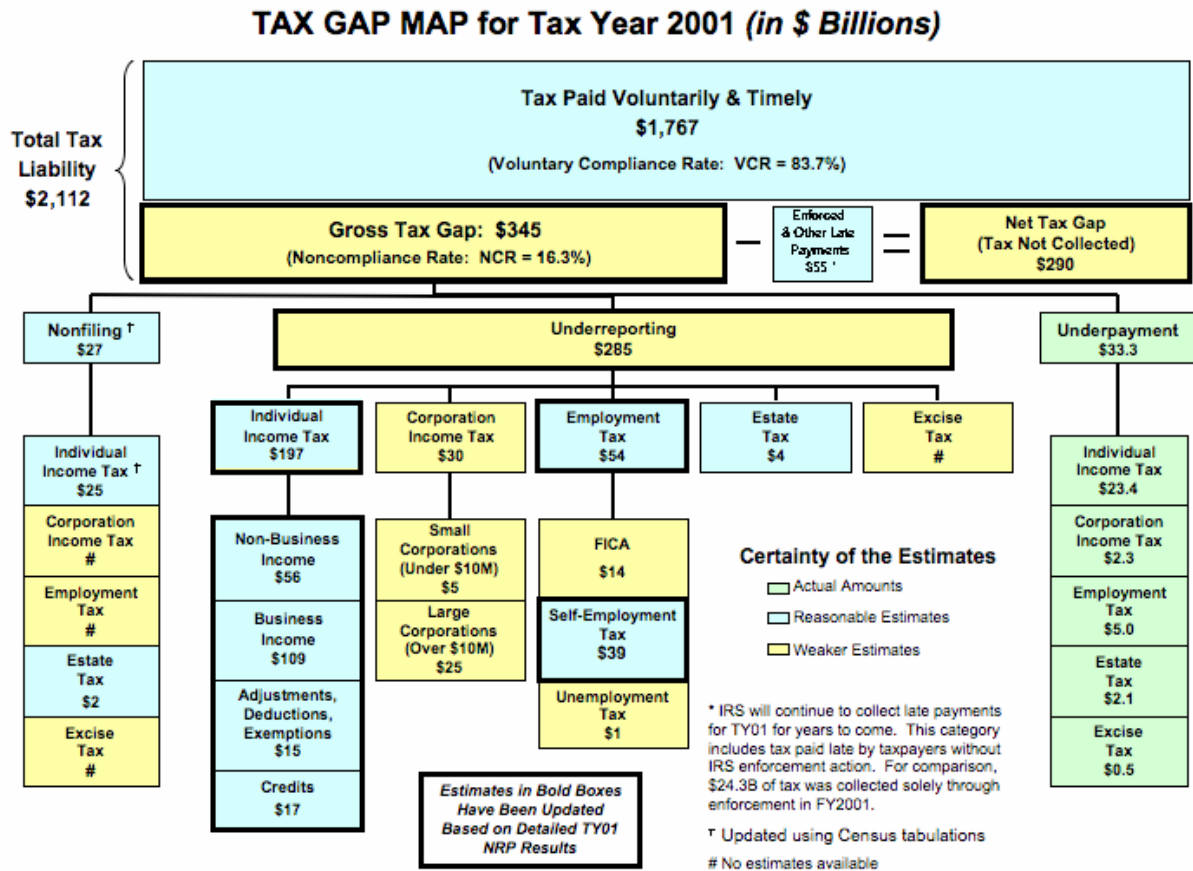 TAX GAP MAP for Tax Year 2001 (in $ Billions)
Total Tax
Liability
$2,112
Tax Paid Voluntarily & Timely
$1,767
(Voluntary Compliance Rate: VCR = 83.7%)
Gross Tax Gap: $345
(Noncompliance Rate: NCR = 16.3%)
—
Enforced
& Other Late
Payments
$55 *
=
Net Tax Gap
(Tax Not Collected)
$290
Nonfiling †
$27
Underreporting
$285
Underpayment
$33.3
Individual
Income Tax †
$25
Corporation
Income Tax
#
Employment
Tax
#
Estate
Tax
$2
Excise
Tax
#
Individual
Income Tax
$197
Corporation
Income Tax
$30
Employment
Tax
$54
Estate
Tax
$4
Excise
Tax
#
Non-Business
Income
$56
Business
Income
$109
Adjustments,
Deductions,
Exemptions
$15
Credits
$17
Small
Corporations
(Under $10M)
$5
Large
Corporations
(Over $10M)
$25
FICA
$14
Self-Employment
Tax
$39
Unemployment
Tax
$1
Estimates in Bold Boxes
Have Been Updated
Based on Detailed TY01
NRP Results
Certainty of the Estimates
Actual Amounts
Reasonable Estimates
Weaker Estimates
* IRS will continue to collect late payments
for TY01 for years to come. This category
includes tax paid late by taxpayers without
IRS enforcement action. For comparison,
$24.3B of tax was collected solely through
enforcement in FY2001.
† Updated using Census tabulations
# No estimates available
Individual
Income Tax
$23.4
Corporation
Income Tax
$2.3
Employment
Tax
$5.0
Estate
Tax
$2.1
Excise
Tax
$0.5